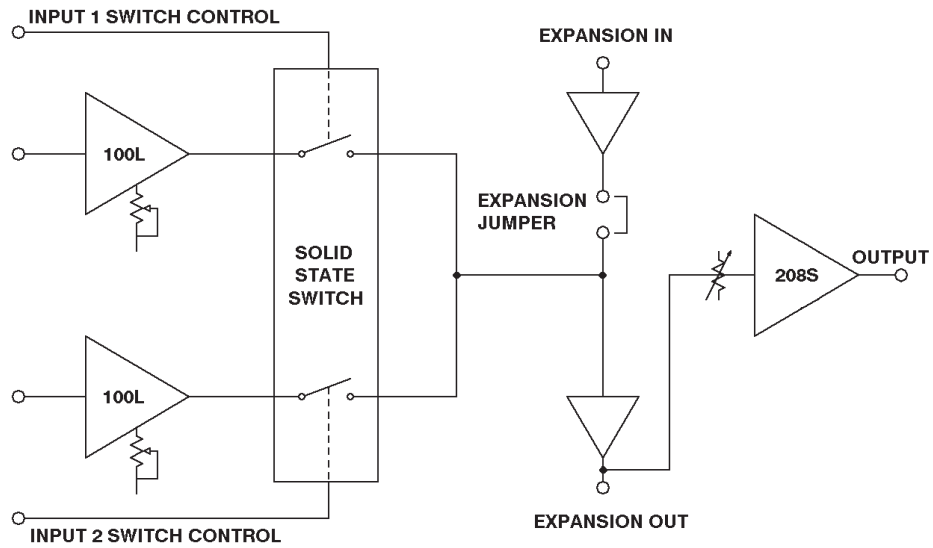 INPUT 1 SWITCH CONTROL
EXPANSION IN
100L
EXPANSION
JUMPER
SOLID
STATE
SWITCH
OUTPUT
208S
100L
EXPANSION OUT
INPUT 2 SWITCH CONTROL